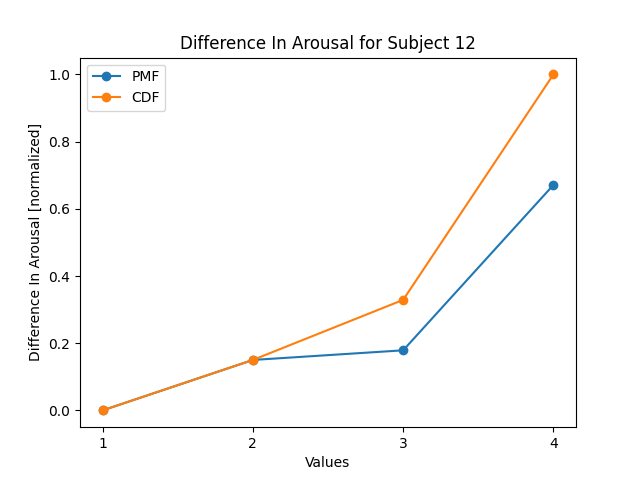 Difference In Arousal for Subject 12
PMF
CDF
Difference In Arousal [normalized]
1.0
0.8
0.6
0.4
0.2
0.0
1 2 3 4
Values